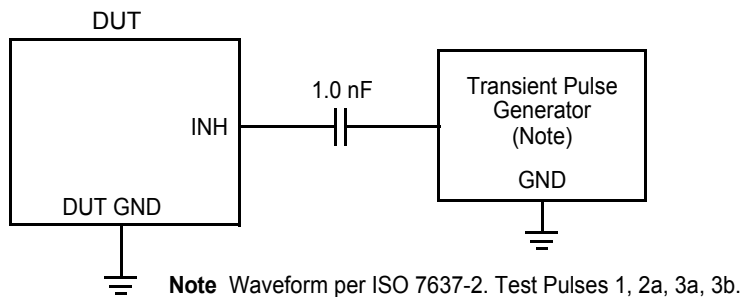 DUT
1.0 nF
Transient Pulse
Generator
(Note)
INH
GND
DUT GND
Note Waveform per ISO 7637-2. Test Pulses 1, 2a, 3a, 3b.